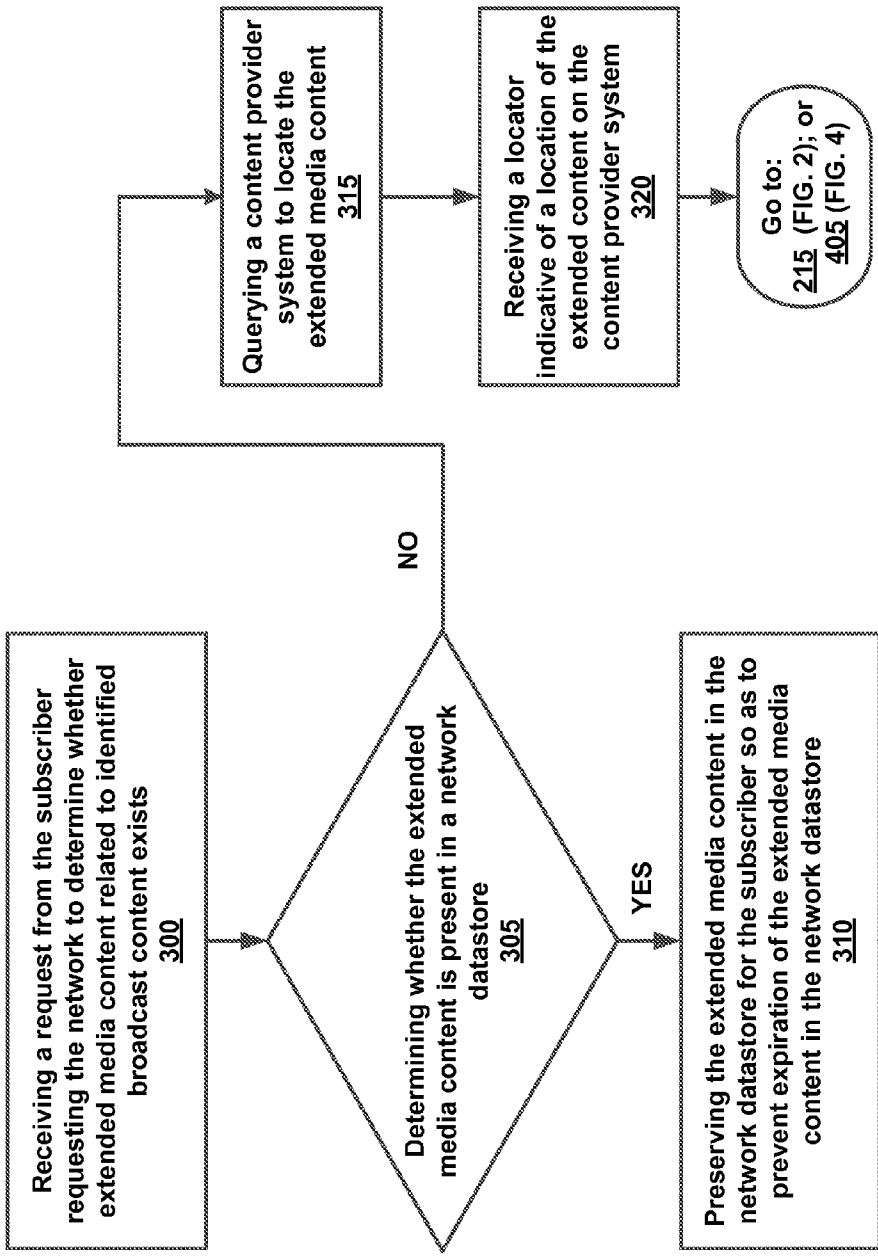 Receiving a request from the subscriber
requesting the network to determine whether
extended media content related to identified
broadcast content exists
300
Determining whether the extended
media content is present in a network
datastore
305
NO
YES
Preserving the extended media content in the
network datastore for the subscriber so as to
prevent expiration of the extended media
content in the network datastore
310
Querying a content provider
system to locate the
extended media content
315
Receiving a locator
indicative of a location of the
extended content on the
content provider system
320
Go to:
215 (FIG. 2); or
405 (FIG. 4)